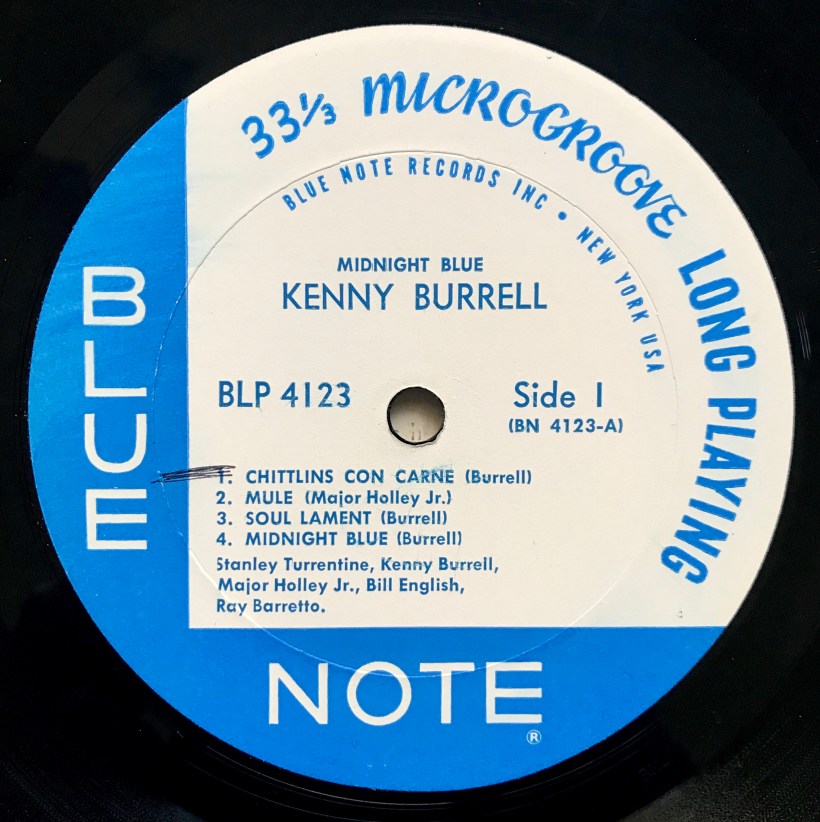 33⅓ MICROGROOVE LONG PLAYING
BLUE NOTE RECORDS INC • NEW YORK USA
MIDNIGHT BLUE
KENNY BURRELL
BLP 4123
Side 1
(BN 4123-A)
1. CHITTLINS CON CARNE (Burrell)
2. MULE (Major Holley Jr.)
3. SOUL LAMENT (Burrell)
4. MIDNIGHT BLUE (Burrell)
Stanley Turrentine, Kenny Burrell,
Major Holley Jr., Bill English,
Ray Barretto.
BLUE
NOTE
®